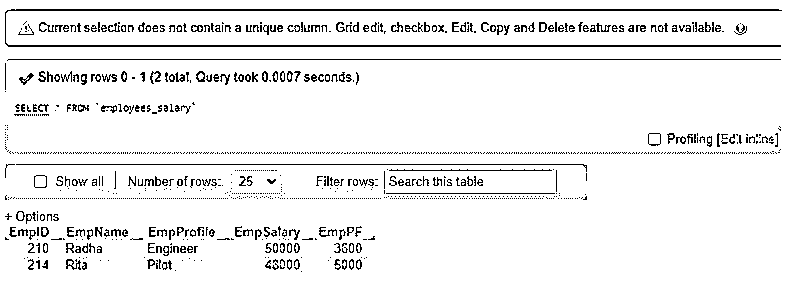 Current selection does not contain a unique column. Grid edit, checkbox, Edit, Copy and Delete features are not available.
Showing rows 0 - 1 (2 total, Query took 0.0007 seconds.)
SELECT * FROM `employees_salary`
Profiling [Edit inline]
Show all Number of rows: 25 Filter rows: Search this table
+ Options
EmpID EmpName EmpProfile EmpSalary EmpPF
210 Radha Engineer 50000 3600
214 Rita Pilot 48000 5000